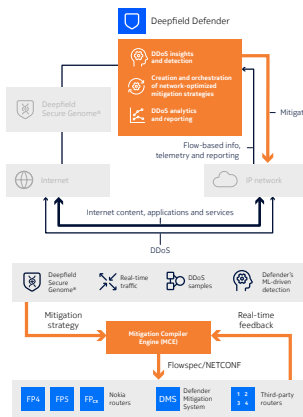 Deepfield Defender
DDoS insights
and detection
Creation and orchestration
of network-optimized
mitigation strategies
DDoS analytics
and reporting
Deepfield
Secure Genome®
Flow-based info,
telemetry and reporting
Internet
IP network
Internet content, applications and services
DDoS
Deepfield
Secure
Genome®
Real-time
traffic
DDoS
samples
Defender's
ML-driven
detection
Mitigation
strategy
Mitigation Compiler
Engine (MCE)
Real-time
feedback
Flowspec/NETCONF
FP4
FP5
FPcx
Nokia
routers
DMS
Defender
Mitigation
System
1 2
3 4
Third-party
routers